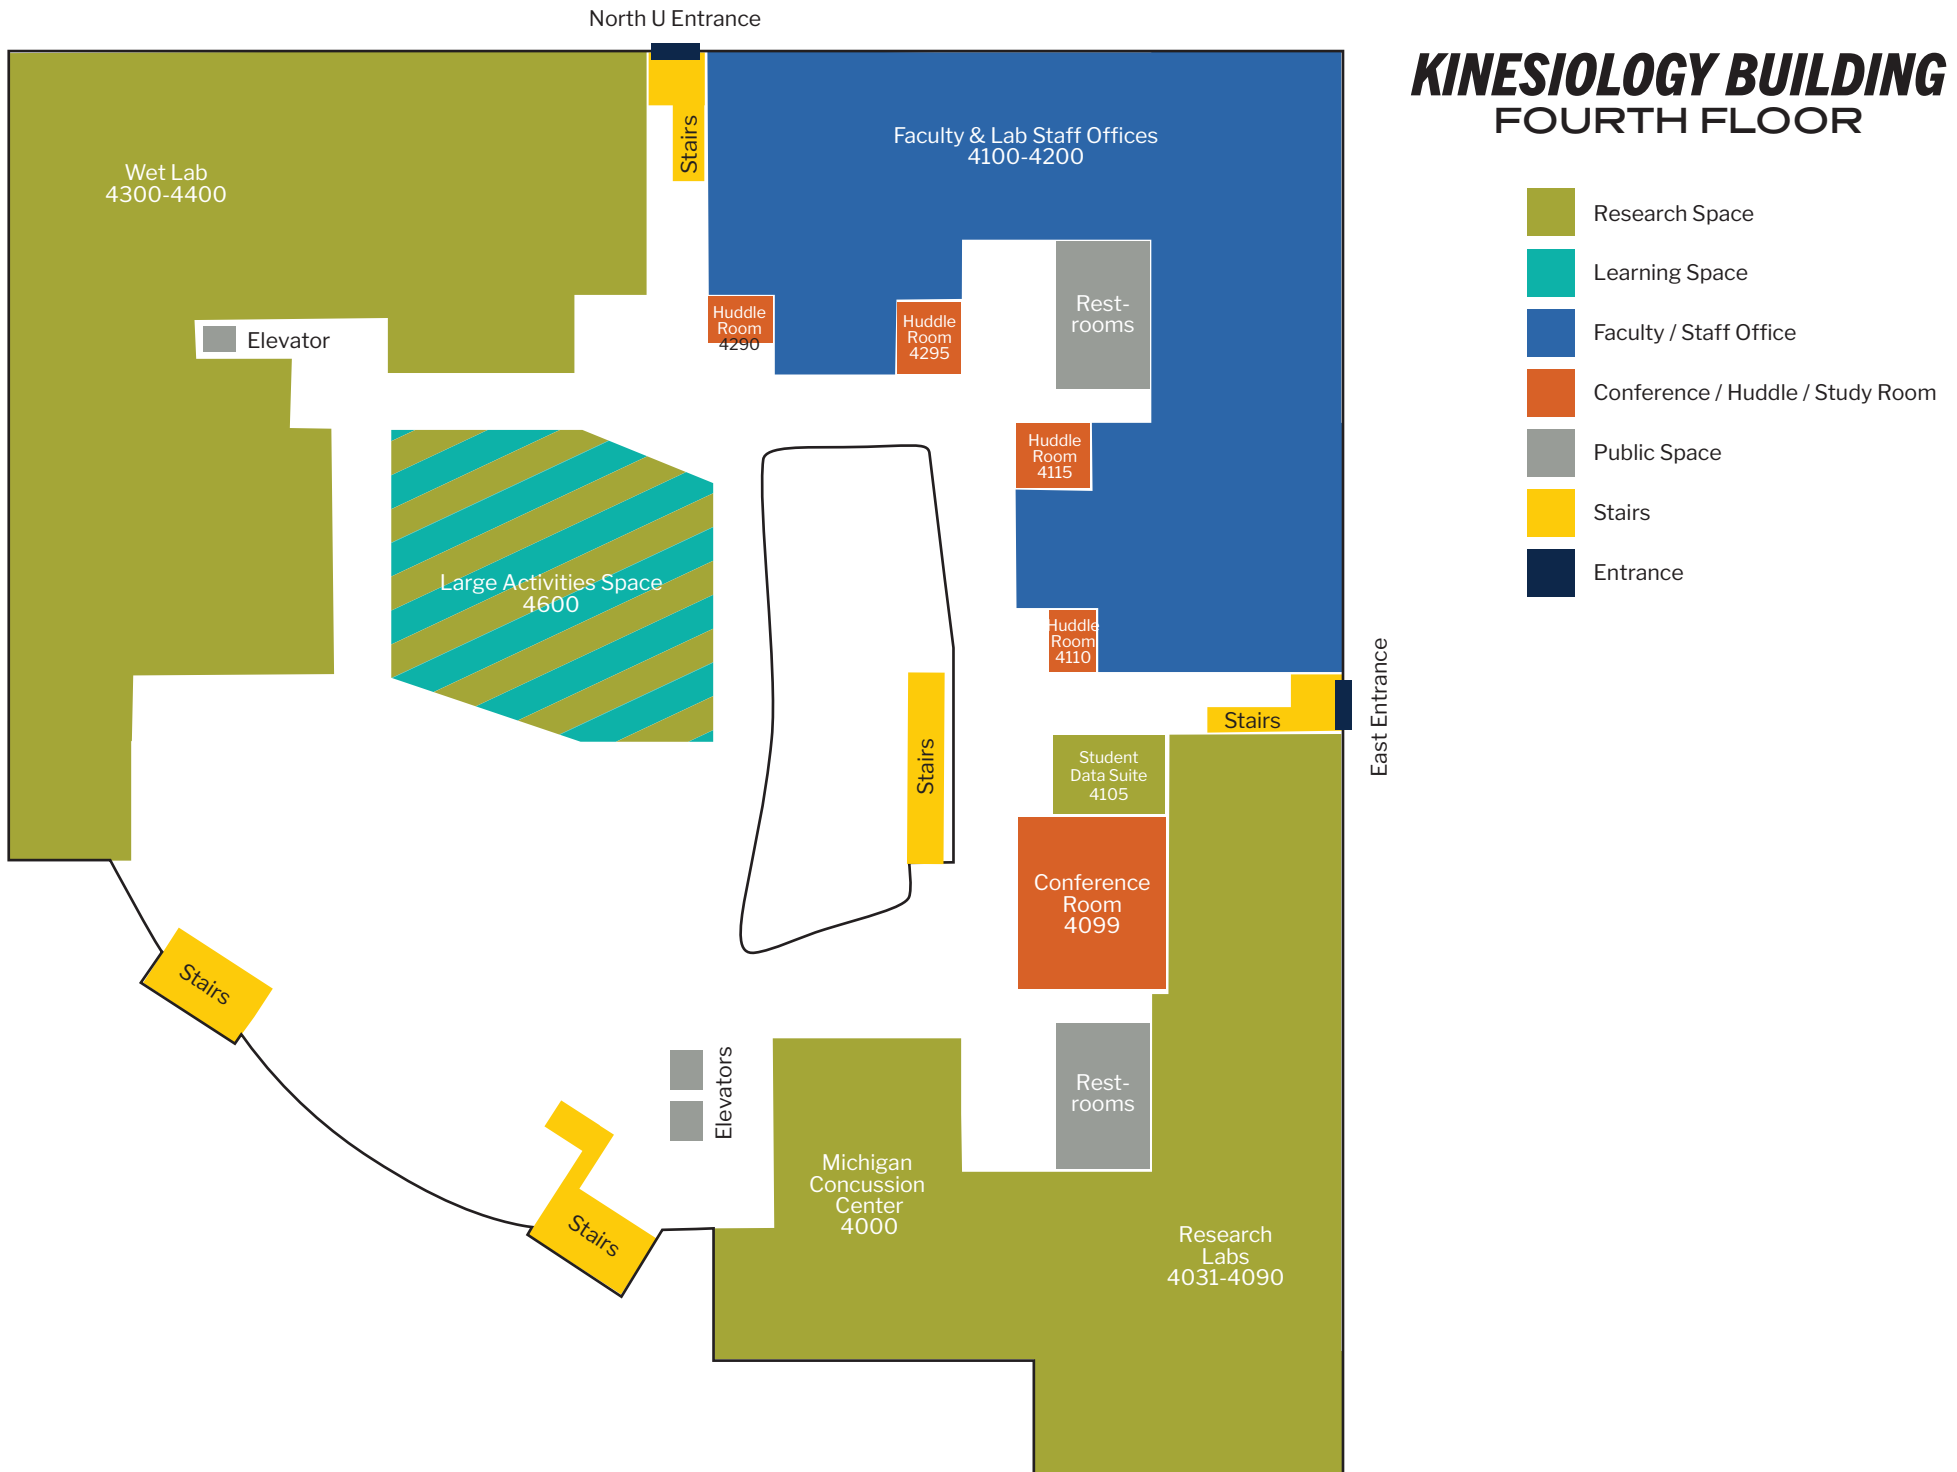 North U Entrance
KINESIOLOGY BUILDING
FOURTH FLOOR
Wet Lab
4300-4400
Stairs
Faculty & Lab Staff Offices
4100-4200
Research Space
Learning Space
Faculty / Staff Office
Conference / Huddle / Study Room
Public Space
Stairs
Entrance
Elevator
Huddle
Room
4290
Huddle
Room
4295
Rest-
rooms
Huddle
Room
4115
Large Activities Space
4600
Huddle
Room
4110
East Entrance
Stairs
Stairs
Student
Data Suite
4105
Conference
Room
4099
Stairs
Elevators
Rest-
rooms
Michigan
Concussion
Center
4000
Stairs
Research
Labs
4031-4090